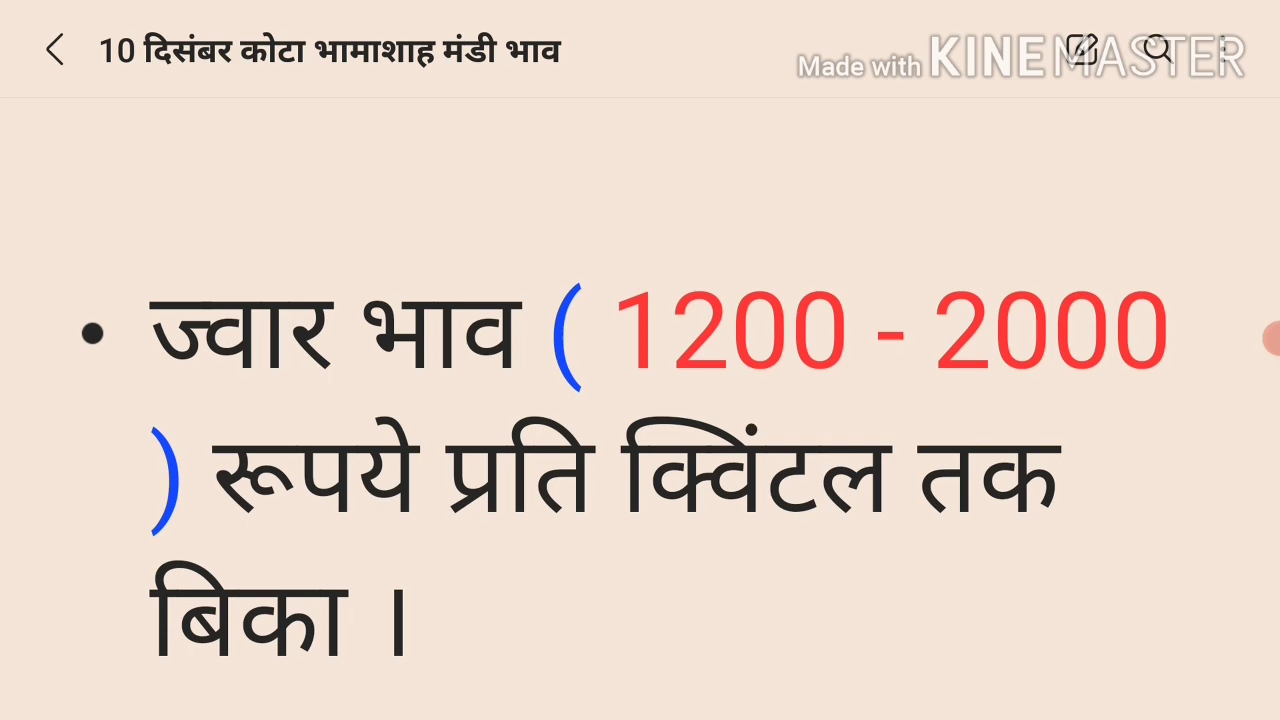 10 दिसंबर कोटा भामाशाह मंडी भाव
Made with KINEMASTER
• ज्वार भाव ( 1200 - 2000
) रूपये प्रति क्विंटल तक
बिका ।